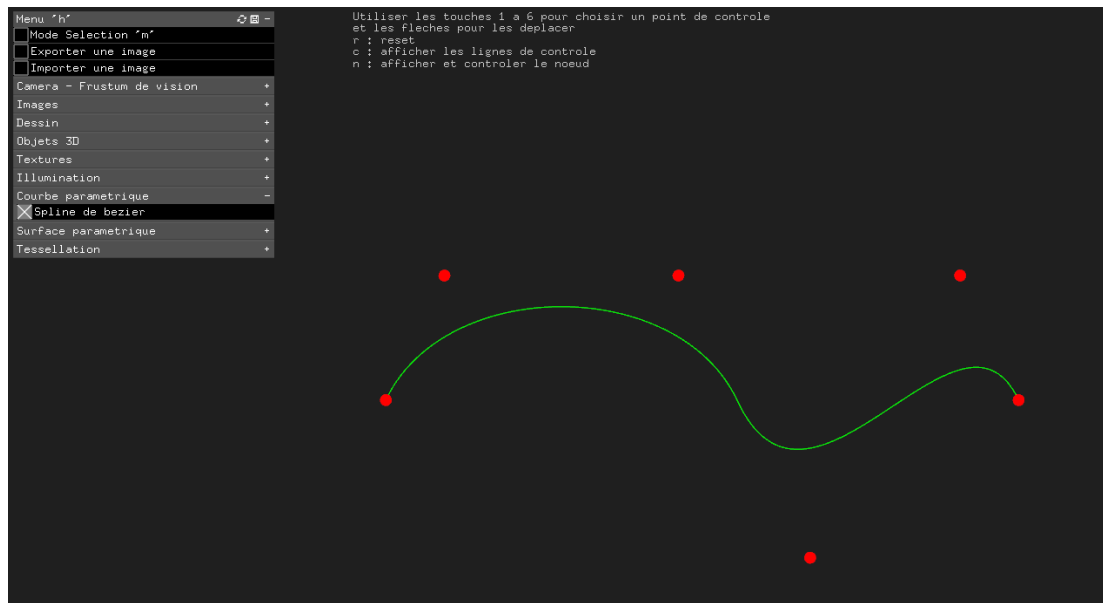 Menu 'h'
Mode Selection 'm'
Exporter une image
Importer une image
Camera - Frustum de vision +
Images +
Dessin +
Objets 3D +
Textures +
Illumination +
Courbe parametrique -
Spline de bezier
Surface parametrique +
Tessellation +
Utiliser les touches 1 a 6 pour choisir un point de controle
et les fleches pour les deplacer
r : reset
c : afficher les lignes de controle
n : afficher et controler le noeud